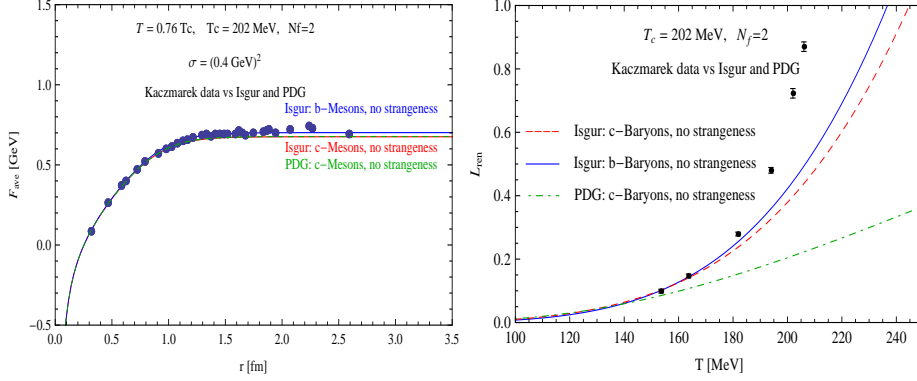 T = 0.76 Tc, Tc = 202 MeV, Nf=2
σ = (0.4 GeV)²
Kaczmarek data vs Isgur and PDG
Isgur: b−Mesons, no strangeness
Isgur: c−Mesons, no strangeness
PDG: c−Mesons, no strangeness
F_ave [GeV]
1.5
1.0
0.5
0.0
−0.5
0.0 0.5 1.0 1.5 2.0 2.5 3.0 3.5
r [fm]
T_c = 202 MeV, N_f=2
Kaczmarek data vs Isgur and PDG
Isgur: c−Baryons, no strangeness
Isgur: b−Baryons, no strangeness
PDG: c−Baryons, no strangeness
L_ren
1.0
0.8
0.6
0.4
0.2
0.0
100 120 140 160 180 200 220 240
T [MeV]